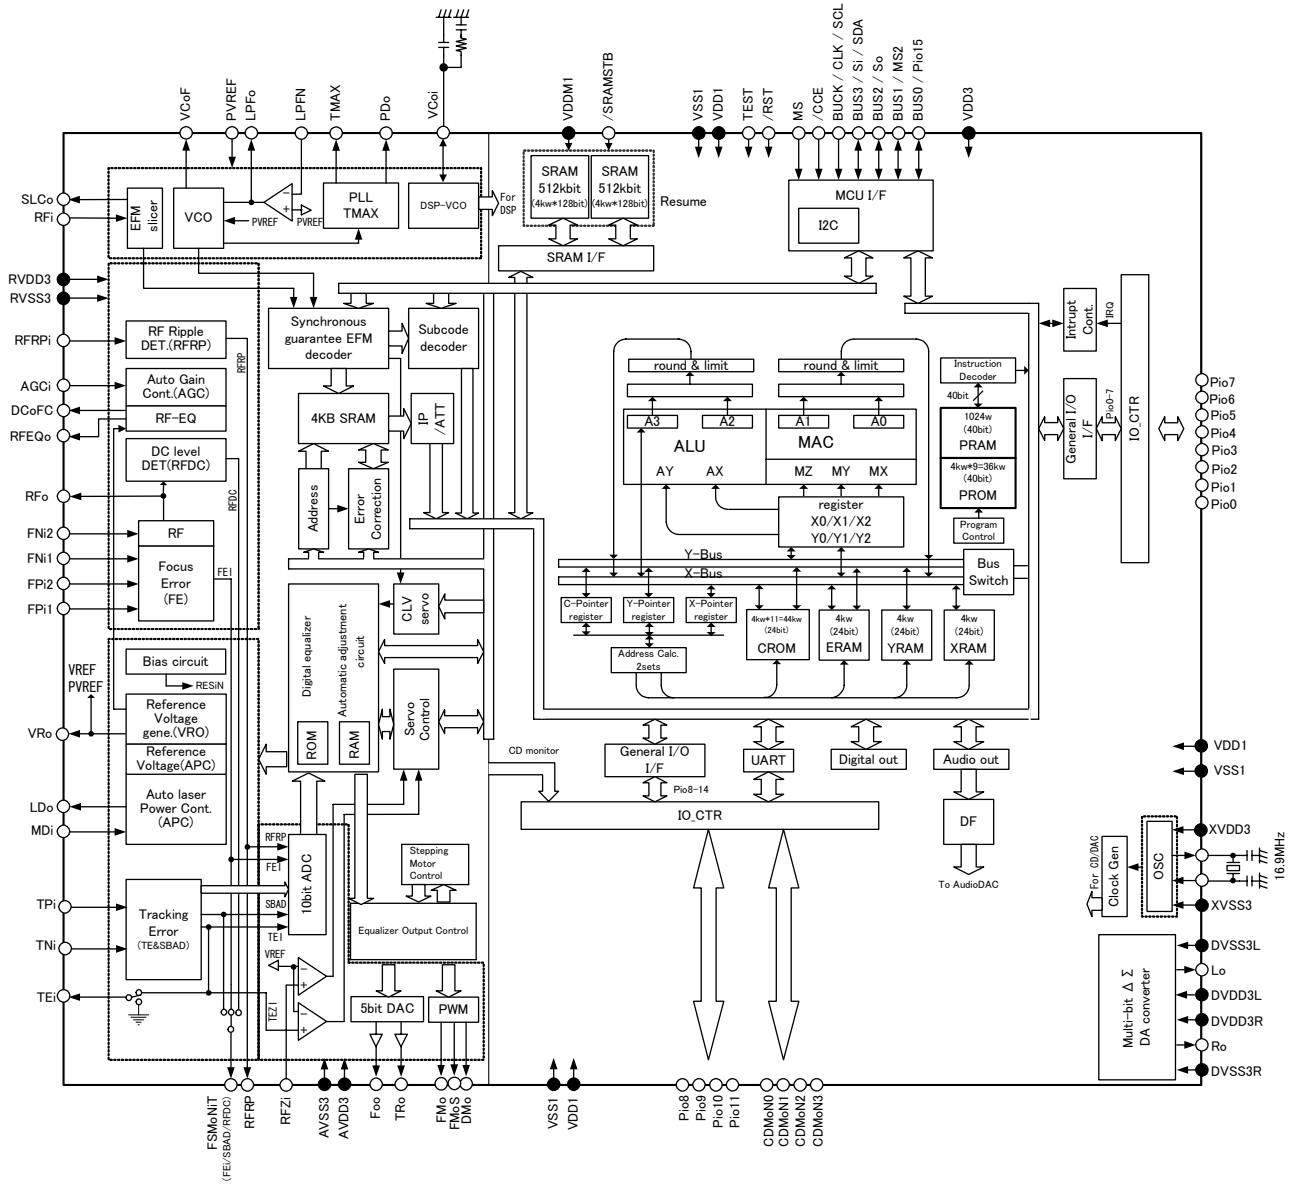 VCoF
PVREF
LPFo
LPFN
TMAX
PDo
VCoi
VDDM1
/SRAMSTB
VSS1
VDD1
TEST
/RST
MS
/CCE
BUCK / CLK / SCL
BUS3 / Si / SDA
BUS2 / So
BUS1 / MS2
BUS0 / Pio15
VDD3
SLCo
RFi
EFM
slicer
VCO
PVREF
PVREF
PLL
TMAX
DSP-VCO
For
DSP
SRAM
512kbit
(4kw*128bit)
SRAM
512kbit
(4kw*128bit)
Resume
SRAM I/F
MCU I/F
I2C
RVDD3
RVSS3
RFRPi
AGCi
DCoFC
RFEQo
RFo
FNi2
FNi1
FPi2
FPi1
RF Ripple
DET.(RFRP)
RFRP
Auto Gain
Cont.(AGC)
RF-EQ
DC level
DET(RFDC)
RFDC
RF
Focus
Error
(FE)
FEI
Synchronous
guarantee EFM
decoder
Subcode
decoder
4KB SRAM
IP
/ATT
Address
Error
Correction
CLV
servo
Digital equalizer
Automatic adjustment
circuit
ROM
RAM
Servo
Control
round & limit
round & limit
A3
A2
A1
A0
ALU
MAC
AY
AX
MZ
MY
MX
register
X0/X1/X2
Y0/Y1/Y2
Instruction
Decoder
40bit
1024w
(40bit)
PRAM
4kw*9=36kw
(40bit)
PROM
Program
Control
Y-Bus
X-Bus
Bus
Switch
C-Pointer
register
Y-Pointer
register
X-Pointer
register
Address Calc.
2sets
4kw*11=44kw
(24bit)
CROM
4kw
(24bit)
ERAM
4kw
(24bit)
YRAM
4kw
(24bit)
XRAM
Intrupt
Cont.
IRQ
General I/O
I/F
Pio0-7
IO_CTR
Pio7
Pio6
Pio5
Pio4
Pio3
Pio2
Pio1
Pio0
VREF
PVREF
VRo
LDo
MDi
TPi
TNi
TEi
Bias circuit
RESiN
Reference
Voltage
gene.(VRO)
Reference
Voltage(APC)
Auto laser
Power Cont.
(APC)
Tracking
Error
(TE&SBAD)
RFRP
FEI
SBAD
TEI
10bit ADC
VREF
TEZI
Stepping
Motor
Control
Equalizer Output Control
5bit DAC
PWM
CD monitor
General I/O
I/F
Pio8-14
UART
Digital out
Audio out
IO_CTR
DF
To AudioDAC
VDD1
VSS1
XVDD3
XVSS3
16.9MHz
OSC
Clock Gen
For CD/DAC
Multi-bit Δ Σ
DA converter
DVSS3L
Lo
DVDD3L
DVDD3R
Ro
DVSS3R
FSMoNiT
(FEi/SBAD/RFDC)
RFRP
RFZi
AVSS3
AVDD3
Foo
TRo
FMo
FMoS
DMo
VSS1
VDD1
Pio8
Pio9
Pio10
Pio11
CDMoN0
CDMoN1
CDMoN2
CDMoN3